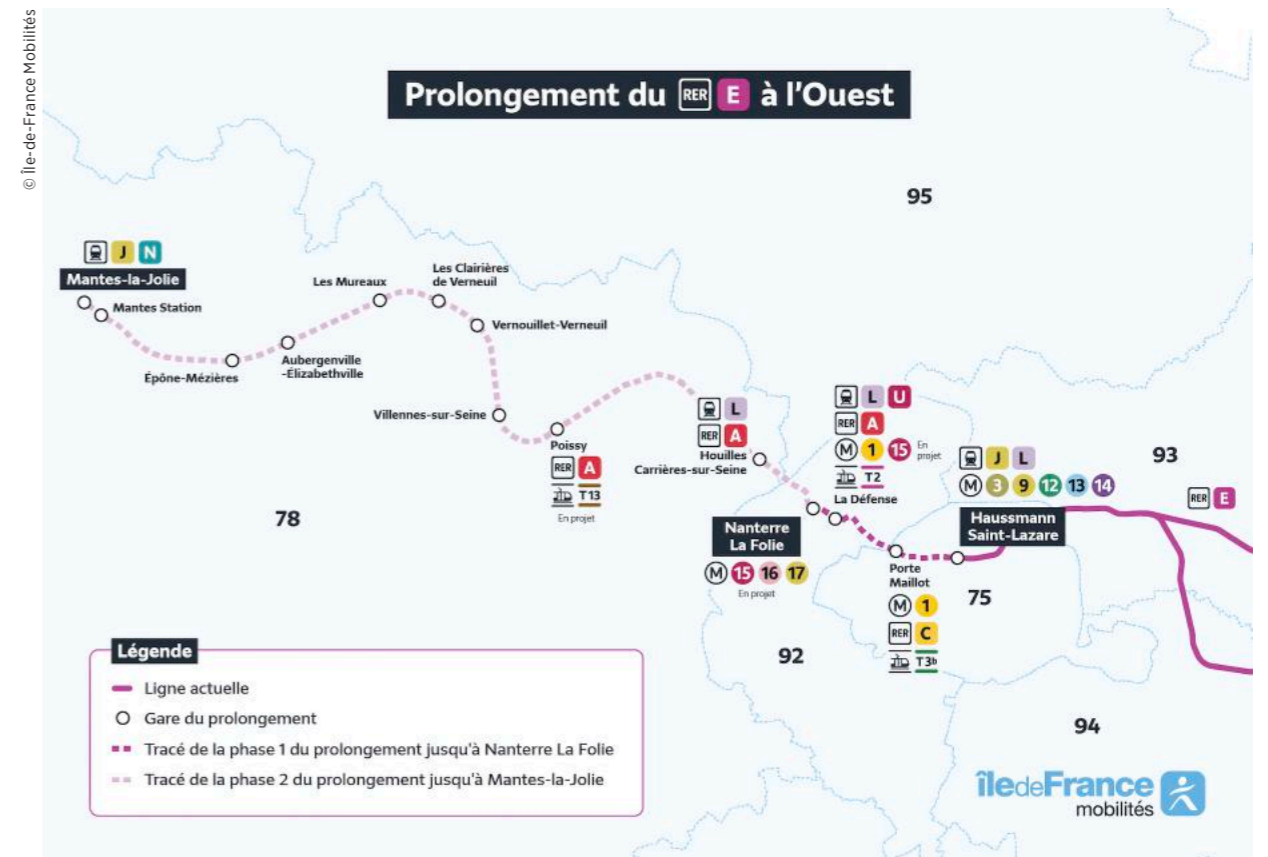 © Île-de-France Mobilités
Prolongement du RER E à l'Ouest
95
J N
Mantes-la-Jolie
Mantes Station
Épône-Mézières
Aubergenville
-Élizabethville
Les Mureaux
Les Clairières
de Verneuil
Vernouillet-Verneuil
Villennes-sur-Seine
Poissy
RER A
T13
En projet
L
RER A
Houilles
Carrières-sur-Seine
L U
RER A
M 1 15 En
projet
T2
La Défense
Nanterre
La Folie
M 15 16 17
En projet
J L
M 3 9 12 13 14
Haussmann
Saint-Lazare
Porte
Maillot
M 1
RER C
T3b
93
RER E
78
75
92
94
Légende
Ligne actuelle
Gare du prolongement
Tracé de la phase 1 du prolongement jusqu'à Nanterre La Folie
Tracé de la phase 2 du prolongement jusqu'à Mantes-la-Jolie
îledeFrance
mobilités